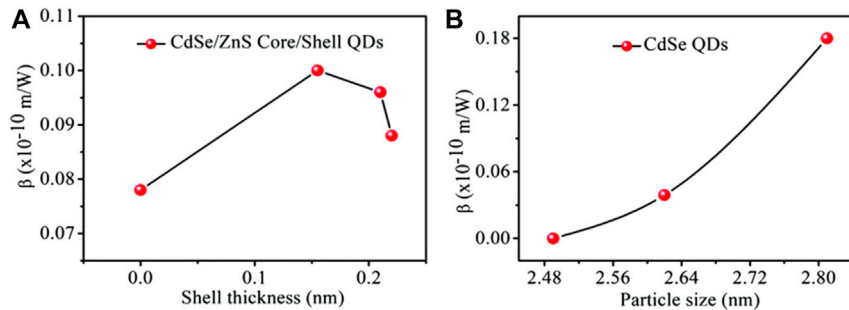 A
CdSe/ZnS Core/Shell QDs
β (x10⁻¹⁰ m/W)
0.11
0.10
0.09
0.08
0.07
0.0
0.1
0.2
Shell thickness (nm)
B
CdSe QDs
β (x10⁻¹⁰ m/W)
0.18
0.12
0.06
0.00
2.48
2.56
2.64
2.72
2.80
Particle size (nm)